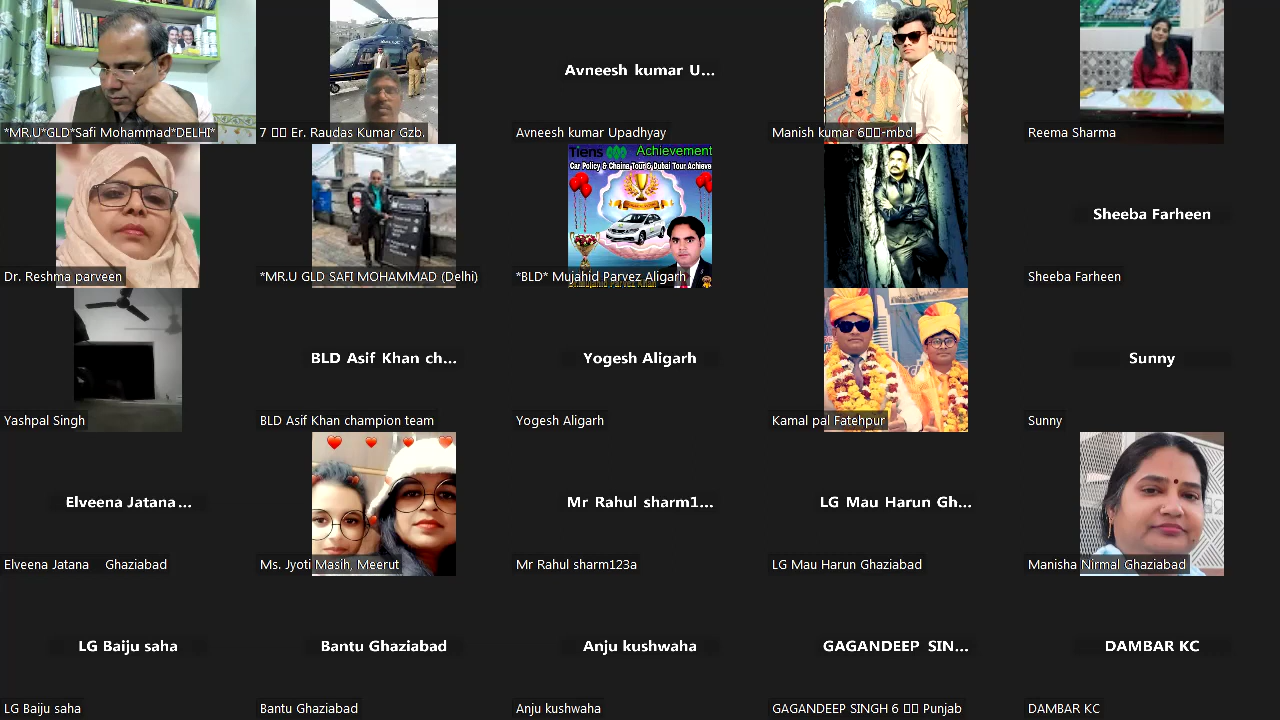 Avneesh kumar U...
*MR.U*GLD*Safi Mohammad*DELHI*
7 �� Er. Raudas Kumar Gzb.
Avneesh kumar Upadhyay
Manish kumar 6��-mbd
Reema Sharma
Tiens Achievement
Car Policy & Chaina Tour & Dubai Tour Achieve
Sheeba Farheen
Dr. Reshma parveen
*MR.U GLD SAFI MOHAMMAD (Delhi)
*BLD* Mujahid Parvez Aligarh
Sheeba Farheen
BLD Asif Khan ch...
Yogesh Aligarh
Sunny
Yashpal Singh
BLD Asif Khan champion team
Yogesh Aligarh
Kamal pal Fatehpur
Sunny
Elveena Jatana...
Mr Rahul sharm1...
LG Mau Harun Gh...
Elveena Jatana Ghaziabad
Ms. Jyoti Masih, Meerut
Mr Rahul sharm123a
LG Mau Harun Ghaziabad
Manisha Nirmal Ghaziabad
LG Baiju saha
Bantu Ghaziabad
Anju kushwaha
GAGANDEEP SIN...
DAMBAR KC
LG Baiju saha
Bantu Ghaziabad
Anju kushwaha
GAGANDEEP SINGH 6 �� Punjab
DAMBAR KC